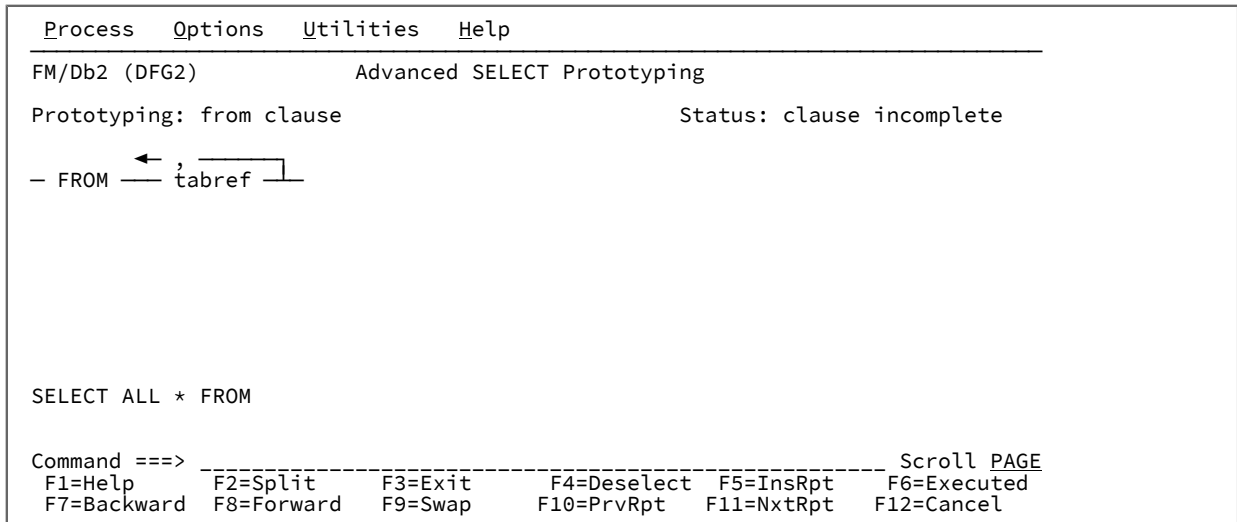 Process Options Utilities Help
FM/Db2 (DFG2) Advanced SELECT Prototyping
Prototyping: from clause Status: clause incomplete
,
FROM tabref
SELECT ALL * FROM
Command ===> Scroll PAGE
F1=Help F2=Split F3=Exit F4=Deselect F5=InsRpt F6=Executed
F7=Backward F8=Forward F9=Swap F10=PrvRpt F11=NxtRpt F12=Cancel